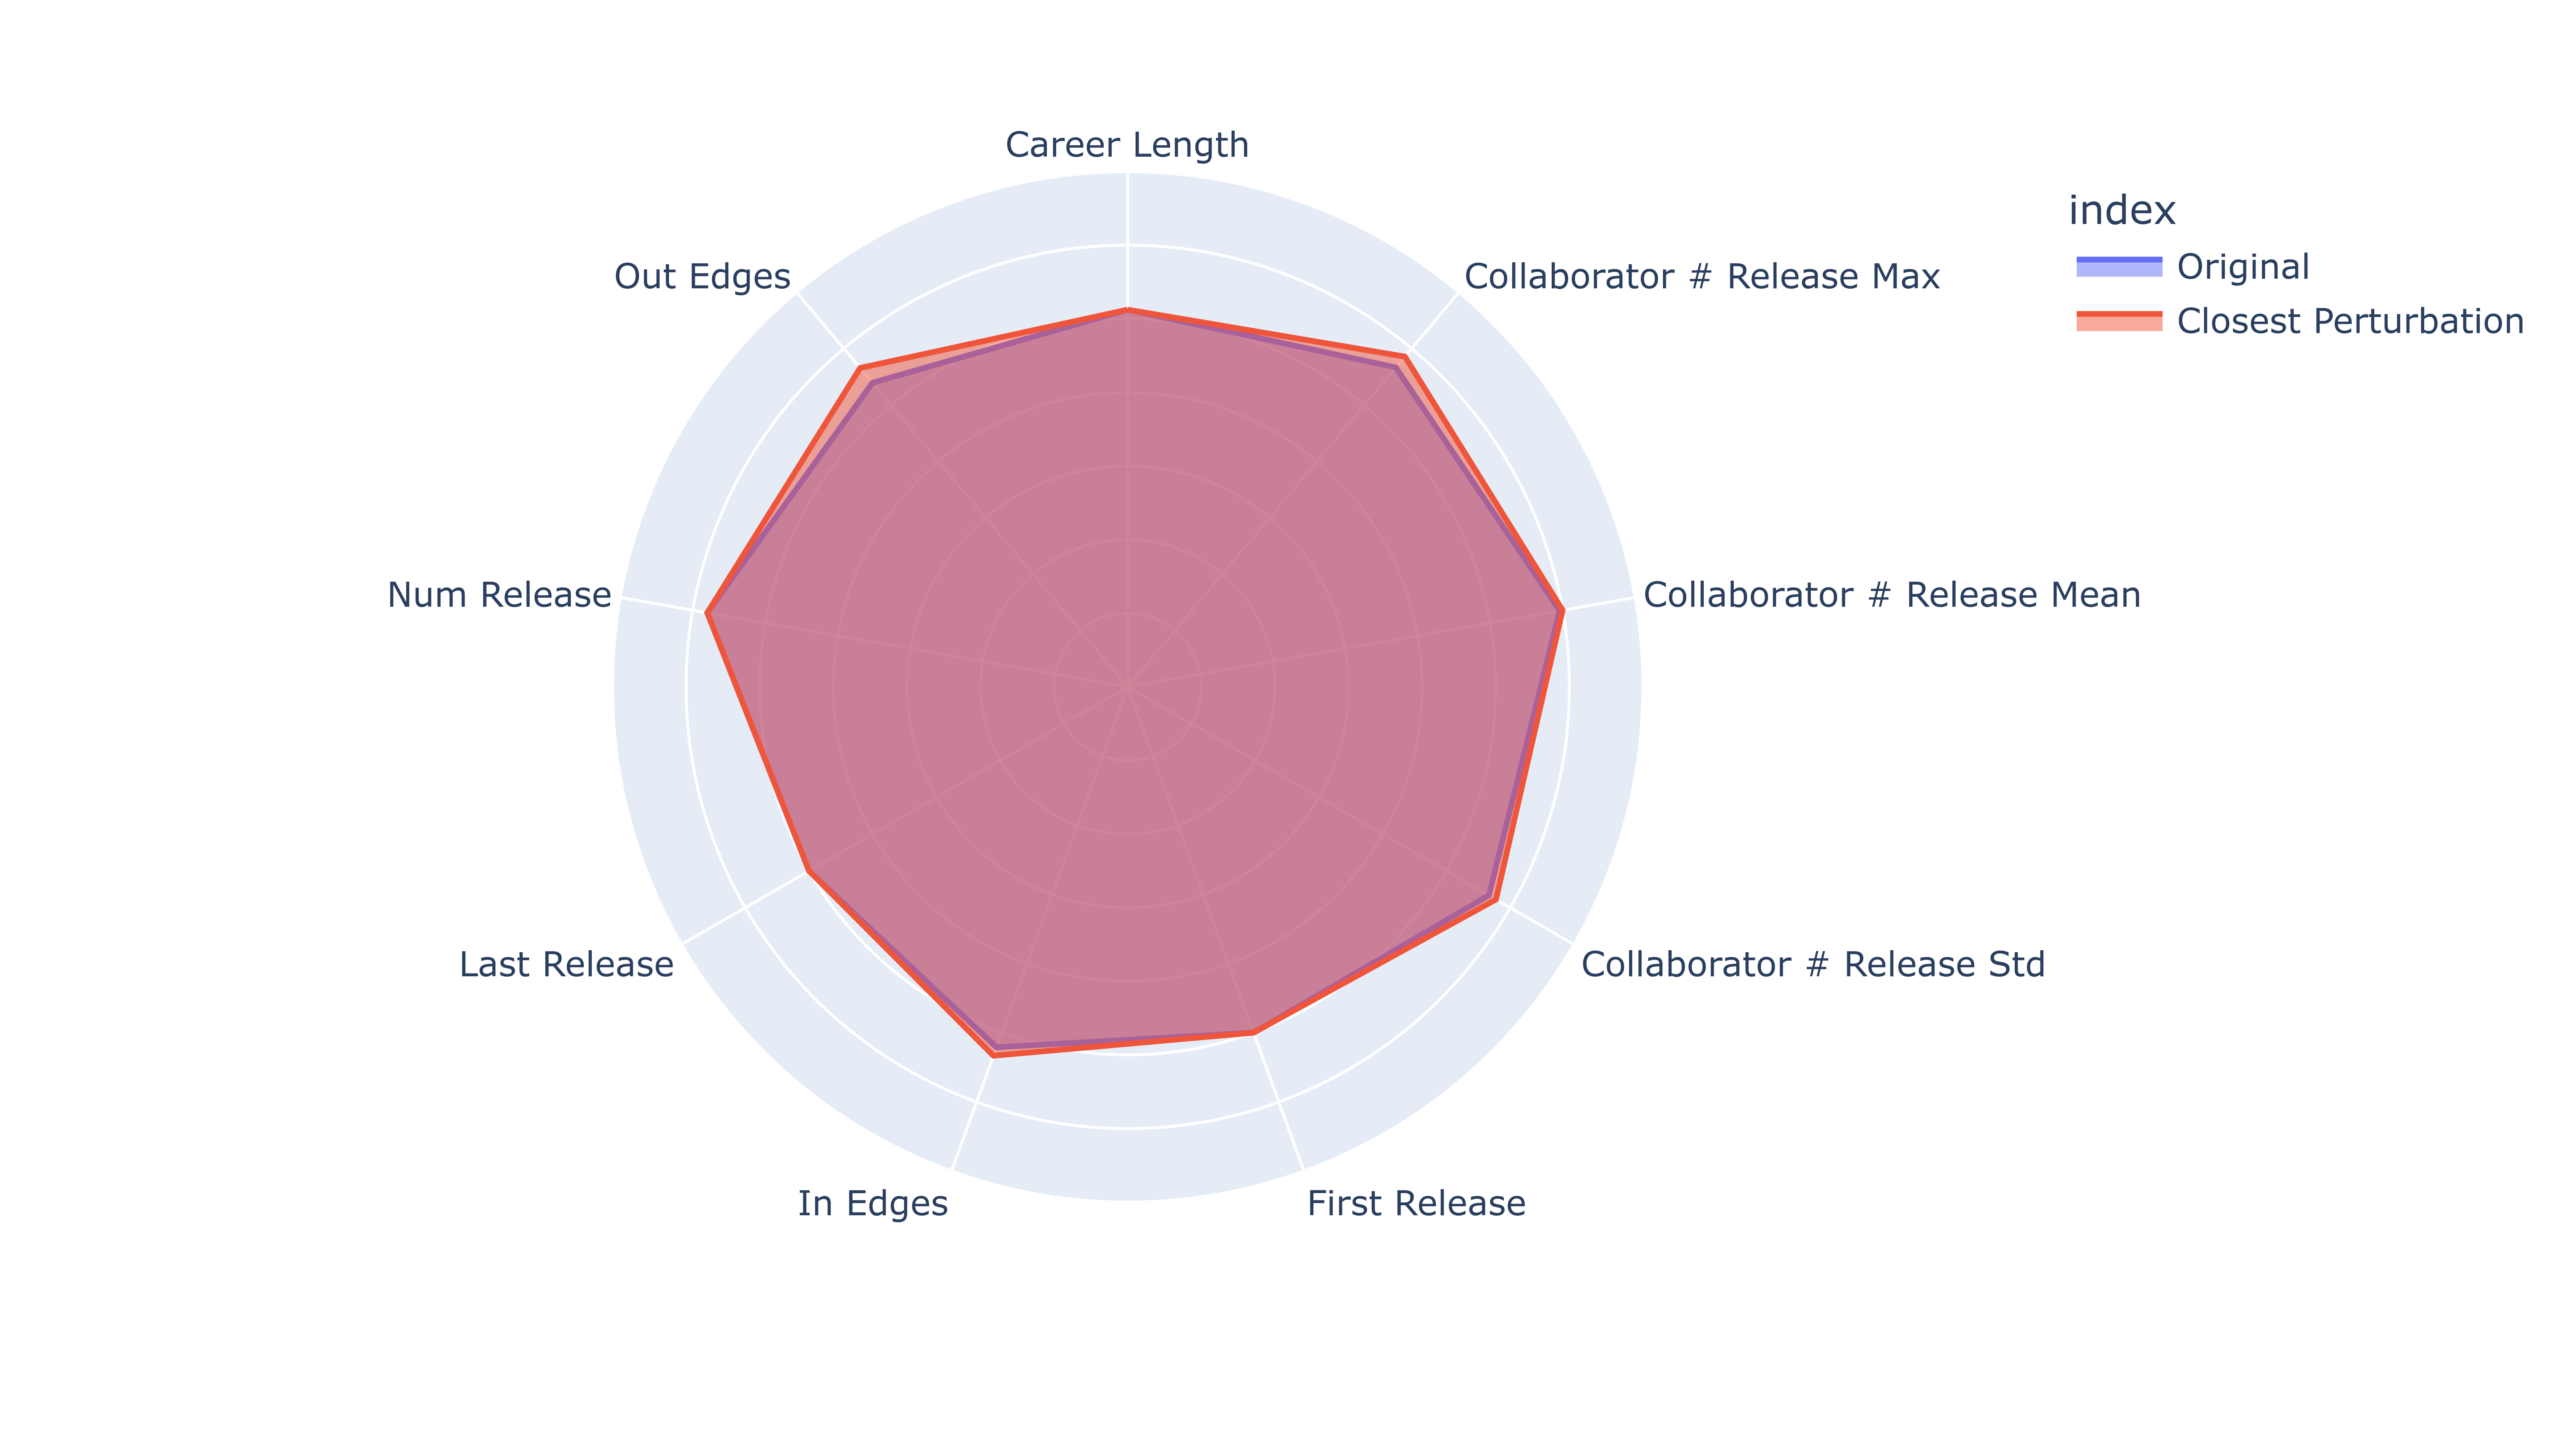 Career Length
Out Edges
Collaborator # Release Max
Num Release
Collaborator # Release Mean
Last Release
Collaborator # Release Std
In Edges
First Release
index
Original
Closest Perturbation